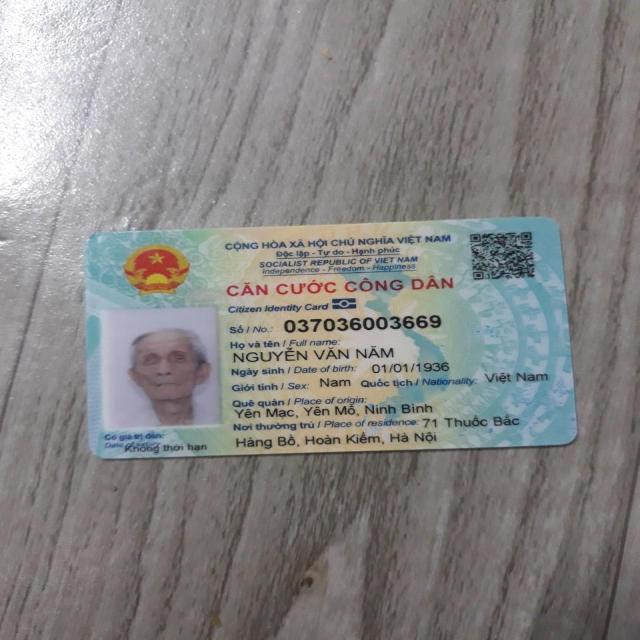 CỘNG HÒA XÃ HỘI CHỦ NGHĨA VIỆT NAM
Độc lập - Tự do - Hạnh phúc
SOCIALIST REPUBLIC OF VIET NAM
Independence - Freedom - Happiness
CĂN CƯỚC CÔNG DÂN
Citizen Identity Card
Số / No.: 037036003669
Họ và tên / Full name:
NGUYỄN VĂN NĂM
Ngày sinh / Date of birth: 01/01/1936
Giới tính / Sex: Nam Quốc tịch / Nationality: Việt Nam
Quê quán / Place of origin:
Yên Mạc, Yên Mô, Ninh Bình
Nơi thường trú / Place of residence: 71 Thuốc Bắc
Hàng Bồ, Hoàn Kiếm, Hà Nội
Có giá trị đến:
Không thời hạn